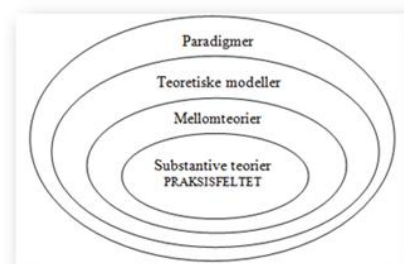 Paradigmer
Teoretiske modeller
Mellomteorier
Substantive teorier
PRAKSISFELTET